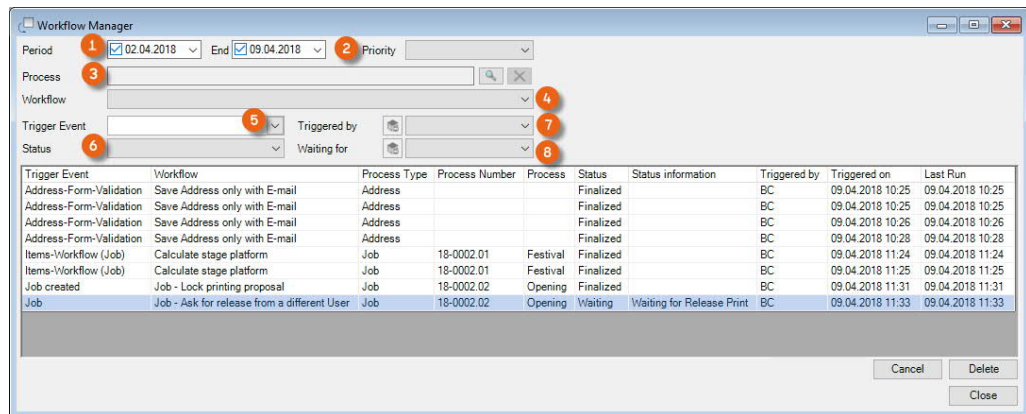 Workflow Manager
Period 1 02.04.2018 End 09.04.2018 2 Priority
Process 3
Workflow 4
Trigger Event 5 Triggered by 7
Status 6 Waiting for 8
Trigger Event Workflow Process Type Process Number Process Status Status information Triggered by Triggered on Last Run
Address-Form-Validation Save Address only with E-mail Address Finalized BC 09.04.2018 10:25 09.04.2018 10:25
Address-Form-Validation Save Address only with E-mail Address Finalized BC 09.04.2018 10:25 09.04.2018 10:25
Address-Form-Validation Save Address only with E-mail Address Finalized BC 09.04.2018 10:26 09.04.2018 10:26
Address-Form-Validation Save Address only with E-mail Address Finalized BC 09.04.2018 10:28 09.04.2018 10:28
Items-Workflow (Job) Calculate stage platform Job 18-0002.01 Festival Finalized BC 09.04.2018 11:24 09.04.2018 11:24
Items-Workflow (Job) Calculate stage platform Job 18-0002.01 Festival Finalized BC 09.04.2018 11:25 09.04.2018 11:25
Job created Job - Lock printing proposal Job 18-0002.02 Opening Finalized BC 09.04.2018 11:31 09.04.2018 11:31
Job Job - Ask for release from a different User Job 18-0002.02 Opening Waiting Waiting for Release Print BC 09.04.2018 11:33 09.04.2018 11:33
Cancel Delete
Close